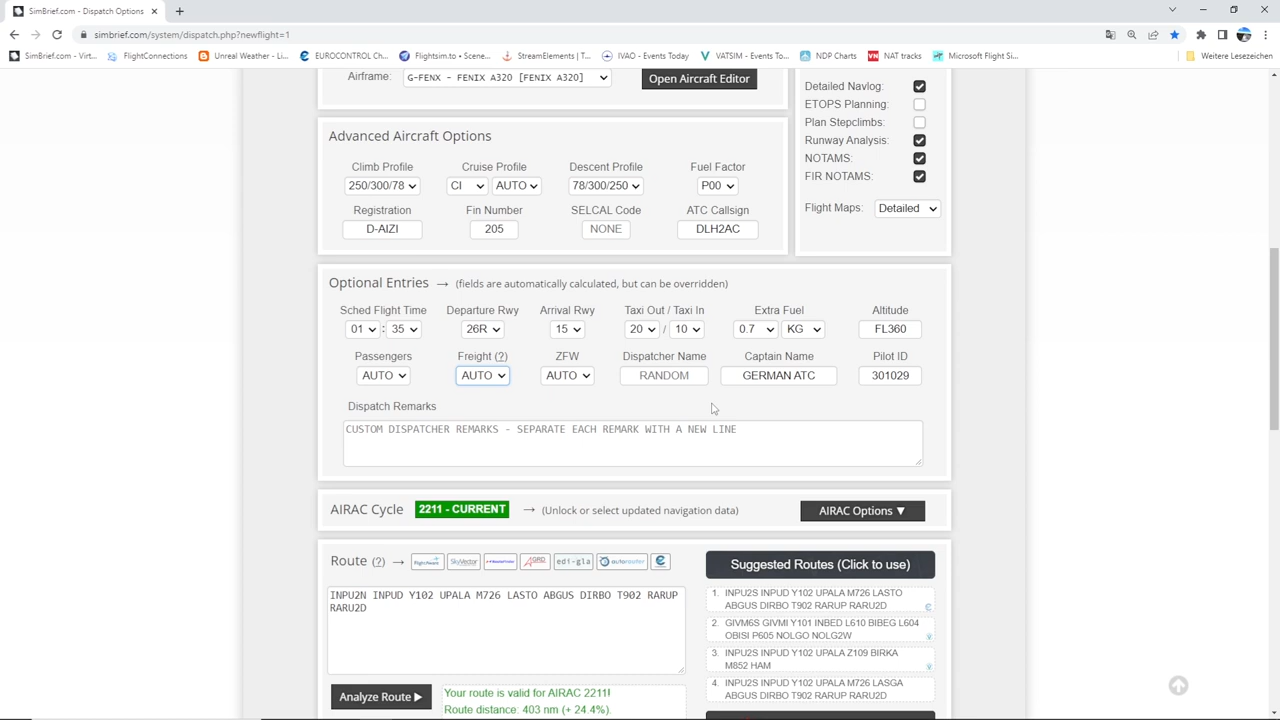 SimBrief.com - Dispatch Options
simbrief.com/system/dispatch.php?newflight=1
SimBrief.com - Virt... FlightConnections Unreal Weather - Li... EUROCONTROL Ch... Flightsim.to - Scener... StreamElements | T... IVAO - Events Today VATSIM - Events To... NDP Charts NAT tracks Microsoft Flight Si... Weitere Lesezeichen
Airframe: G-FENX - FENIX A320 [FENIX A320] Open Aircraft Editor
Detailed Navlog:
ETOPS Planning:
Plan Stepclimbs:
Runway Analysis:
NOTAMS:
FIR NOTAMS:
Flight Maps: Detailed
Advanced Aircraft Options
Climb Profile Cruise Profile Descent Profile Fuel Factor
250/300/78 CI AUTO 78/300/250 P00
Registration Fin Number SELCAL Code ATC Callsign
D-AIZI 205 NONE DLH2AC
Optional Entries → (fields are automatically calculated, but can be overridden)
Sched Flight Time Departure Rwy Arrival Rwy Taxi Out / Taxi In Extra Fuel Altitude
01 : 35 26R 15 20 / 10 0.7 KG FL360
Passengers Freight (?) ZFW Dispatcher Name Captain Name Pilot ID
AUTO AUTO AUTO RANDOM GERMAN ATC 301029
Dispatch Remarks
CUSTOM DISPATCHER REMARKS - SEPARATE EACH REMARK WITH A NEW LINE
AIRAC Cycle 2211 - CURRENT → (Unlock or select updated navigation data) AIRAC Options ▼
Route (?) → FlightAware SkyVector edi-gla autorouter
INPU2N INPUD Y102 UPALA M726 LASTO ABGUS DIRBO T902 RARUP
RARU2D
Analyze Route ▶
Your route is valid for AIRAC 2211!
Route distance: 403 nm (+ 24.4%).
Suggested Routes (Click to use)
1. INPU2S INPUD Y102 UPALA M726 LASTO
ABGUS DIRBO T902 RARUP RARU2D
2. GIVM6S GIVMI Y101 INBED L610 BIBEG L604
OBISI P605 NOLGO NOLG2W
3. INPU2S INPUD Y102 UPALA Z109 BIRKA
M852 HAM
4. INPU2S INPUD Y102 UPALA M726 LASGA
ABGUS DIRBO T902 RARUP RARU2D